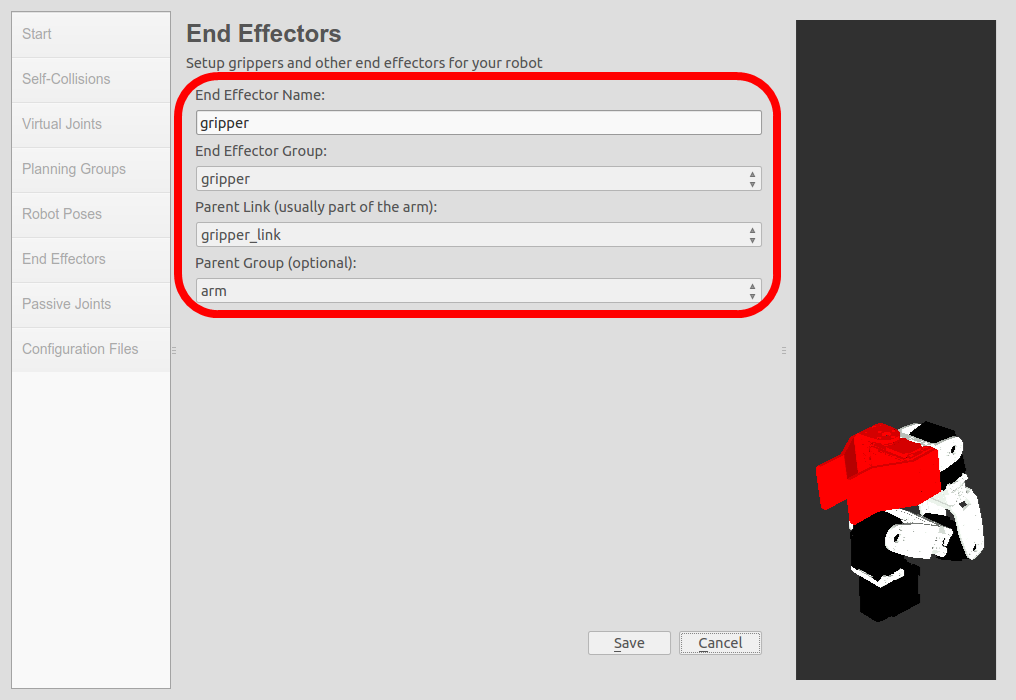 Start
Self-Collisions
Virtual Joints
Planning Groups
Robot Poses
End Effectors
Passive Joints
Configuration Files
End Effectors
Setup grippers and other end effectors for your robot
End Effector Name:
gripper
End Effector Group:
gripper
Parent Link (usually part of the arm):
gripper_link
Parent Group (optional):
arm
Save Cancel